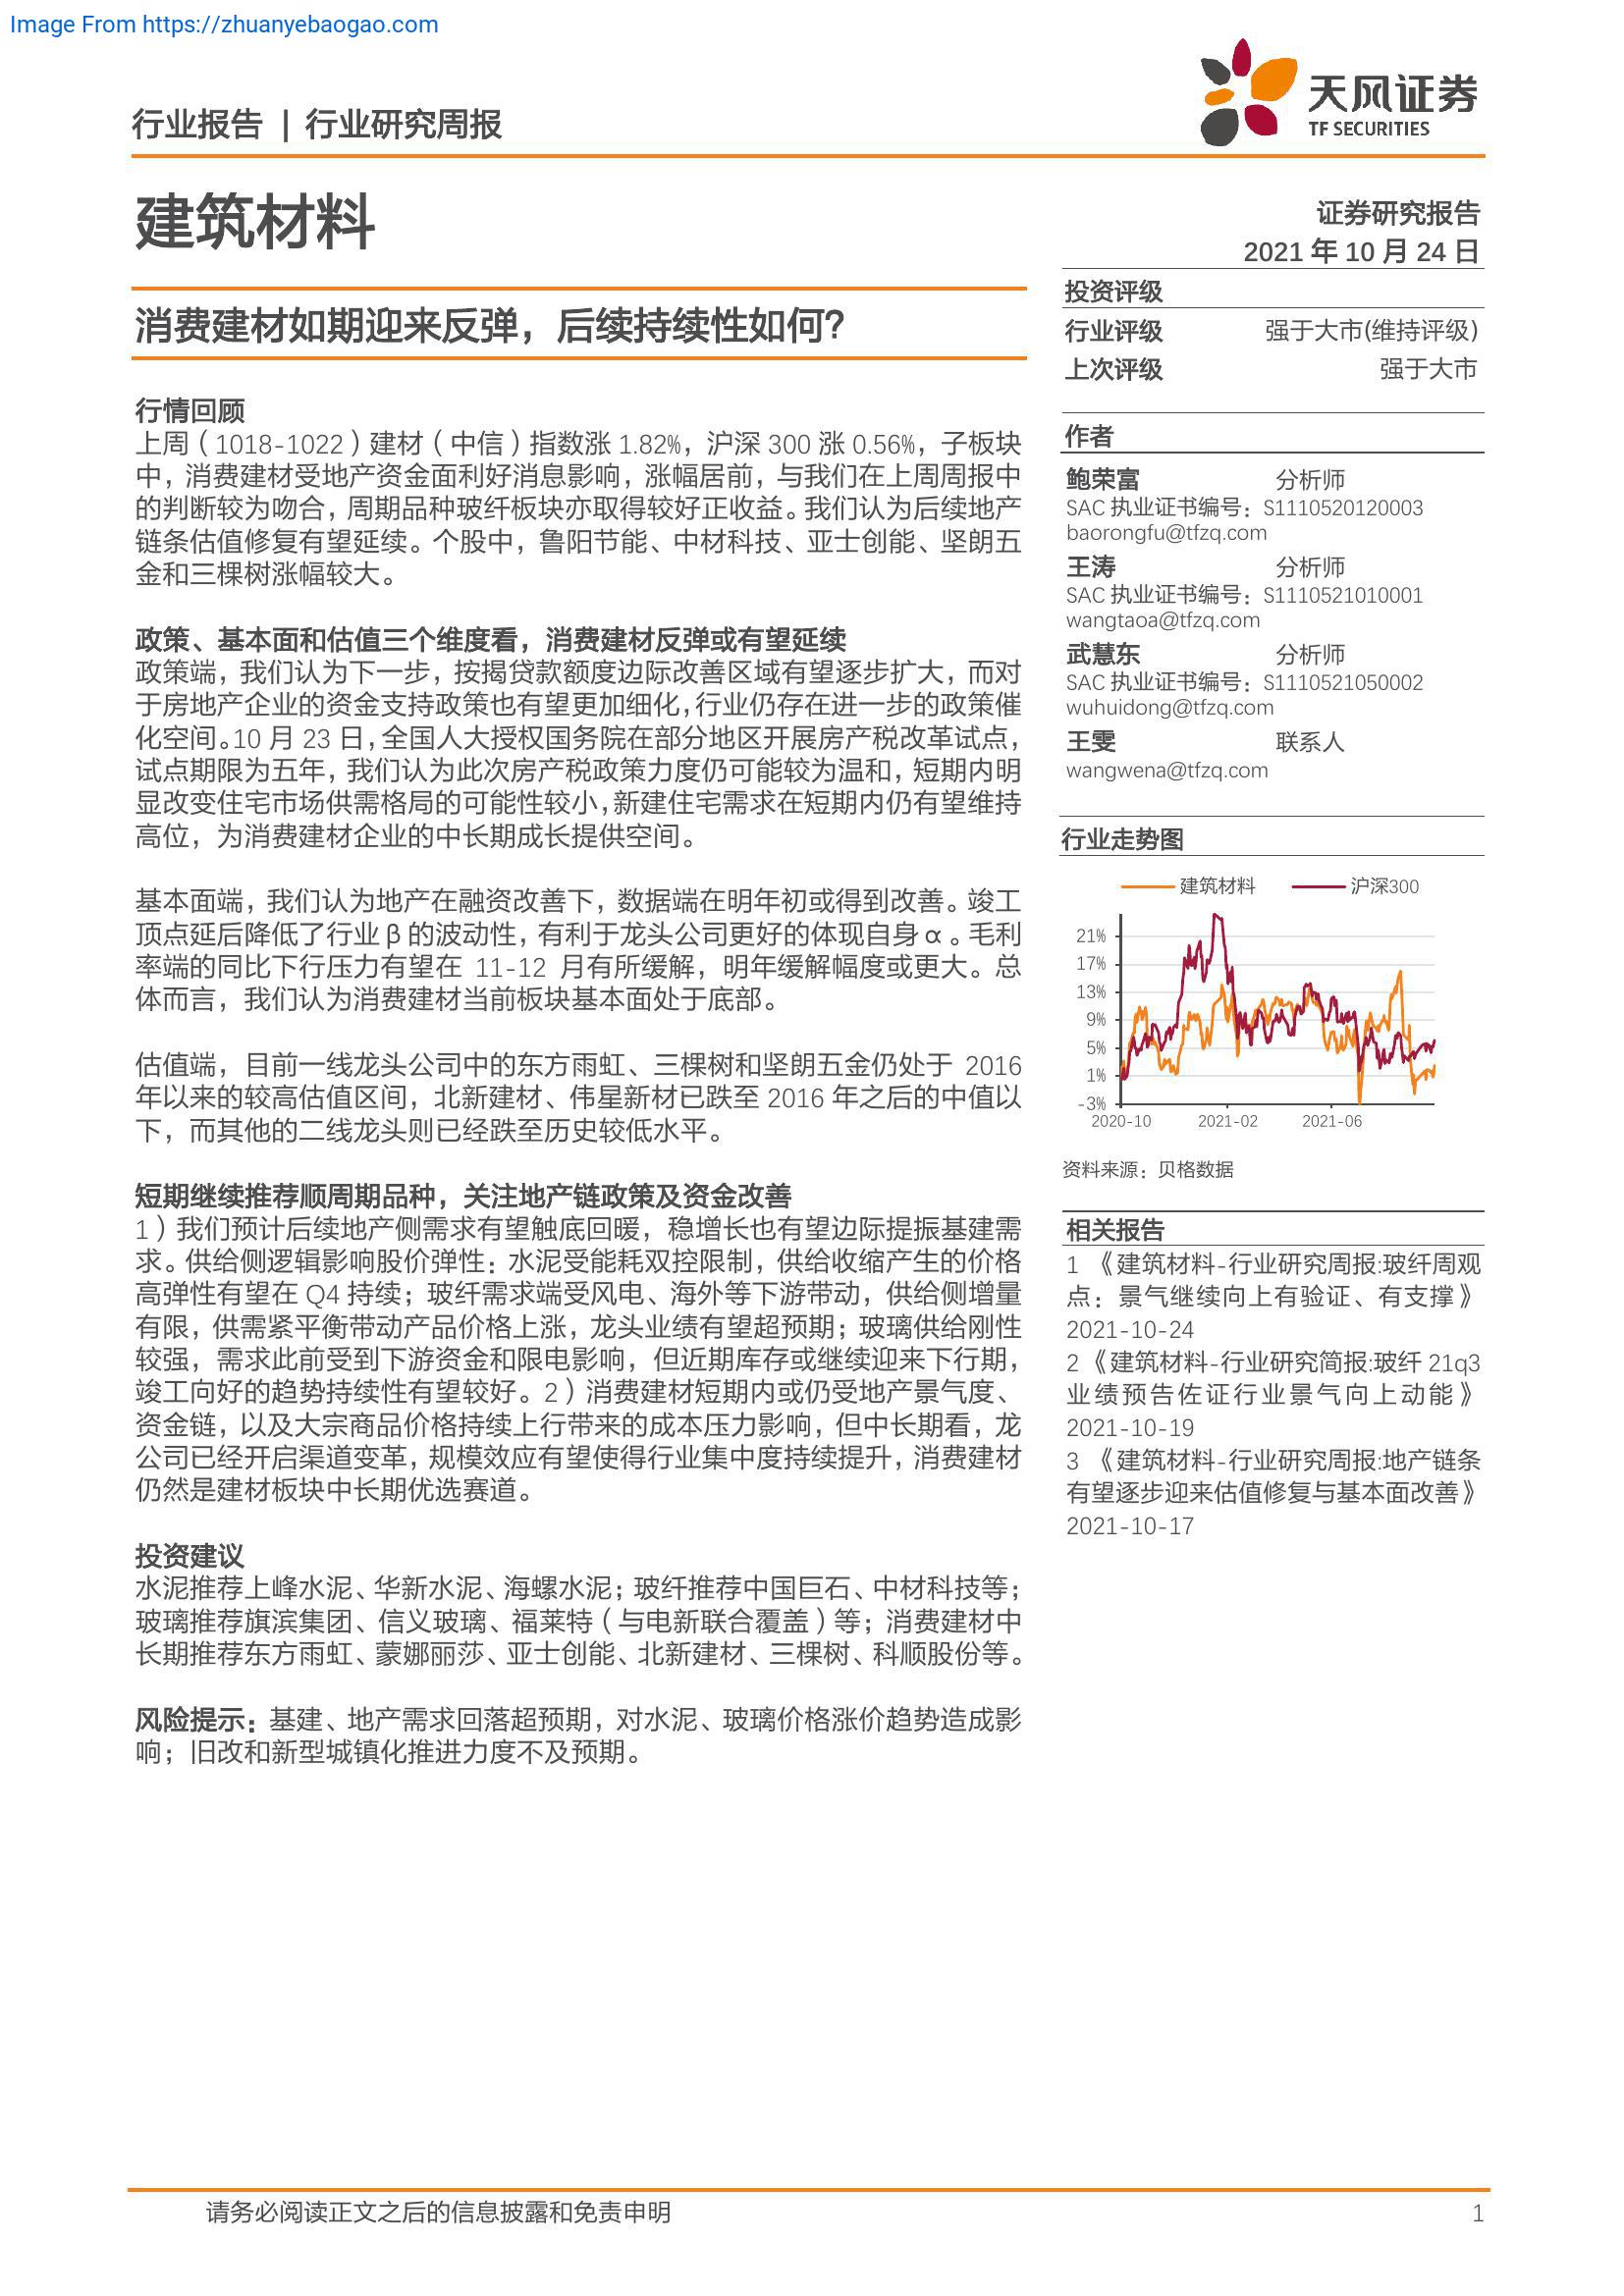 Image From https://zhuanyebaogao.com
天风证券
TF SECURITIES
行业报告 | 行业研究周报
建筑材料
证券研究报告
2021 年 10 月 24 日
消费建材如期迎来反弹，后续持续性如何？
行情回顾
上周（1018-1022）建材（中信）指数涨 1.82%，沪深 300 涨 0.56%，子板块
中，消费建材受地产资金面利好消息影响，涨幅居前，与我们在上周周报中
的判断较为吻合，周期品种玻纤板块亦取得较好正收益。我们认为后续地产
链条估值修复有望延续。个股中，鲁阳节能、中材科技、亚士创能、坚朗五
金和三棵树涨幅较大。
政策、基本面和估值三个维度看，消费建材反弹或有望延续
政策端，我们认为下一步，按揭贷款额度边际改善区域有望逐步扩大，而对
于房地产企业的资金支持政策也有望更加细化，行业仍存在进一步的政策催
化空间。10 月 23 日，全国人大授权国务院在部分地区开展房产税改革试点，
试点期限为五年，我们认为此次房产税政策力度仍可能较为温和，短期内明
显改变住宅市场供需格局的可能性较小，新建住宅需求在短期内仍有望维持
高位，为消费建材企业的中长期成长提供空间。
基本面端，我们认为地产在融资改善下，数据端在明年初或得到改善。竣工
顶点延后降低了行业 β 的波动性，有利于龙头公司更好的体现自身 α 。毛利
率端的同比下行压力有望在 11-12 月有所缓解，明年缓解幅度或更大。总
体而言，我们认为消费建材当前板块基本面处于底部。
估值端，目前一线龙头公司中的东方雨虹、三棵树和坚朗五金仍处于 2016
年以来的较高估值区间，北新建材、伟星新材已跌至 2016 年之后的中值以
下，而其他的二线龙头则已经跌至历史较低水平。
短期继续推荐顺周期品种，关注地产链政策及资金改善
1）我们预计后续地产侧需求有望触底回暖，稳增长也有望边际提振基建需
求。供给侧逻辑影响股价弹性：水泥受能耗双控限制，供给收缩产生的价格
高弹性有望在 Q4 持续；玻纤需求端受风电、海外等下游带动，供给侧增量
有限，供需紧平衡带动产品价格上涨，龙头业绩有望超预期；玻璃供给刚性
较强，需求此前受到下游资金和限电影响，但近期库存或继续迎来下行期，
竣工向好的趋势持续性有望较好。2）消费建材短期内或仍受地产景气度、
资金链，以及大宗商品价格持续上行带来的成本压力影响，但中长期看，龙
公司已经开启渠道变革，规模效应有望使得行业集中度持续提升，消费建材
仍然是建材板块中长期优选赛道。
投资建议
水泥推荐上峰水泥、华新水泥、海螺水泥；玻纤推荐中国巨石、中材科技等；
玻璃推荐旗滨集团、信义玻璃、福莱特（与电新联合覆盖）等；消费建材中
长期推荐东方雨虹、蒙娜丽莎、亚士创能、北新建材、三棵树、科顺股份等。
风险提示：基建、地产需求回落超预期，对水泥、玻璃价格涨价趋势造成影
响；旧改和新型城镇化推进力度不及预期。
投资评级
行业评级 强于大市(维持评级)
上次评级 强于大市
作者
鲍荣富 分析师
SAC 执业证书编号：S1110520120003
baorongfu@tfzq.com
王涛 分析师
SAC 执业证书编号：S1110521010001
wangtaoa@tfzq.com
武慧东 分析师
SAC 执业证书编号：S1110521050002
wuhuidong@tfzq.com
王雯 联系人
wangwena@tfzq.com
行业走势图
建筑材料 沪深300
21%
17%
13%
9%
5%
1%
-3%
2020-10 2021-02 2021-06
资料来源：贝格数据
相关报告
1 《建筑材料-行业研究周报:玻纤周观
点：景气继续向上有验证、有支撑》
2021-10-24
2 《建筑材料-行业研究简报:玻纤 21q3
业绩预告佐证行业景气向上动能》
2021-10-19
3 《建筑材料-行业研究周报:地产链条
有望逐步迎来估值修复与基本面改善》
2021-10-17
请务必阅读正文之后的信息披露和免责申明 1